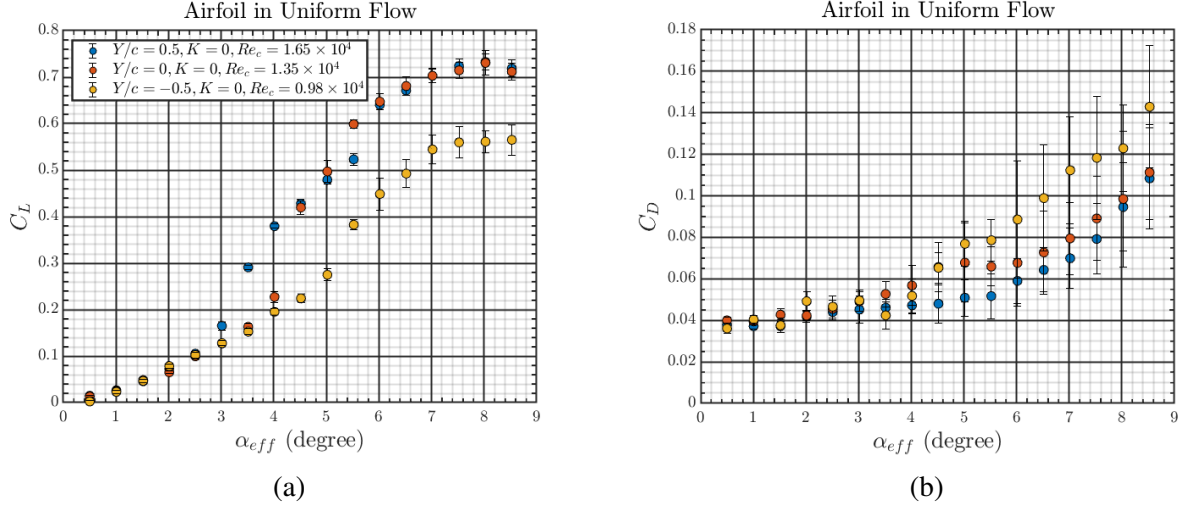 Airfoil in Uniform Flow
0.8
0.7
0.6
0.5
0.4
0.3
0.2
0.1
0
C_L
Y/c = 0.5, K = 0, Re_c = 1.65 × 10^4
Y/c = 0, K = 0, Re_c = 1.35 × 10^4
Y/c = −0.5, K = 0, Re_c = 0.98 × 10^4
0 1 2 3 4 5 6 7 8 9
α_eff (degree)
(a)
Airfoil in Uniform Flow
0.18
0.16
0.14
0.12
0.1
0.08
0.06
0.04
0.02
0
C_D
0 1 2 3 4 5 6 7 8 9
α_eff (degree)
(b)